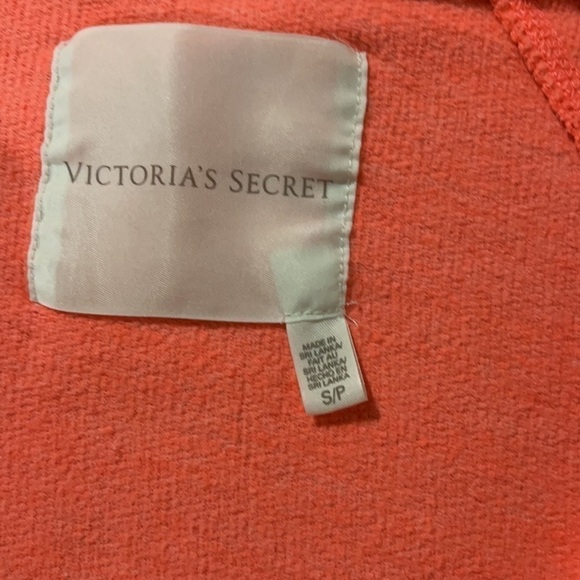 VICTORIA'S SECRET
MADE IN
SRI LANKA/
FAIT AU
SRI LANKA/
HECHO EN
SRI LANKA
S/P